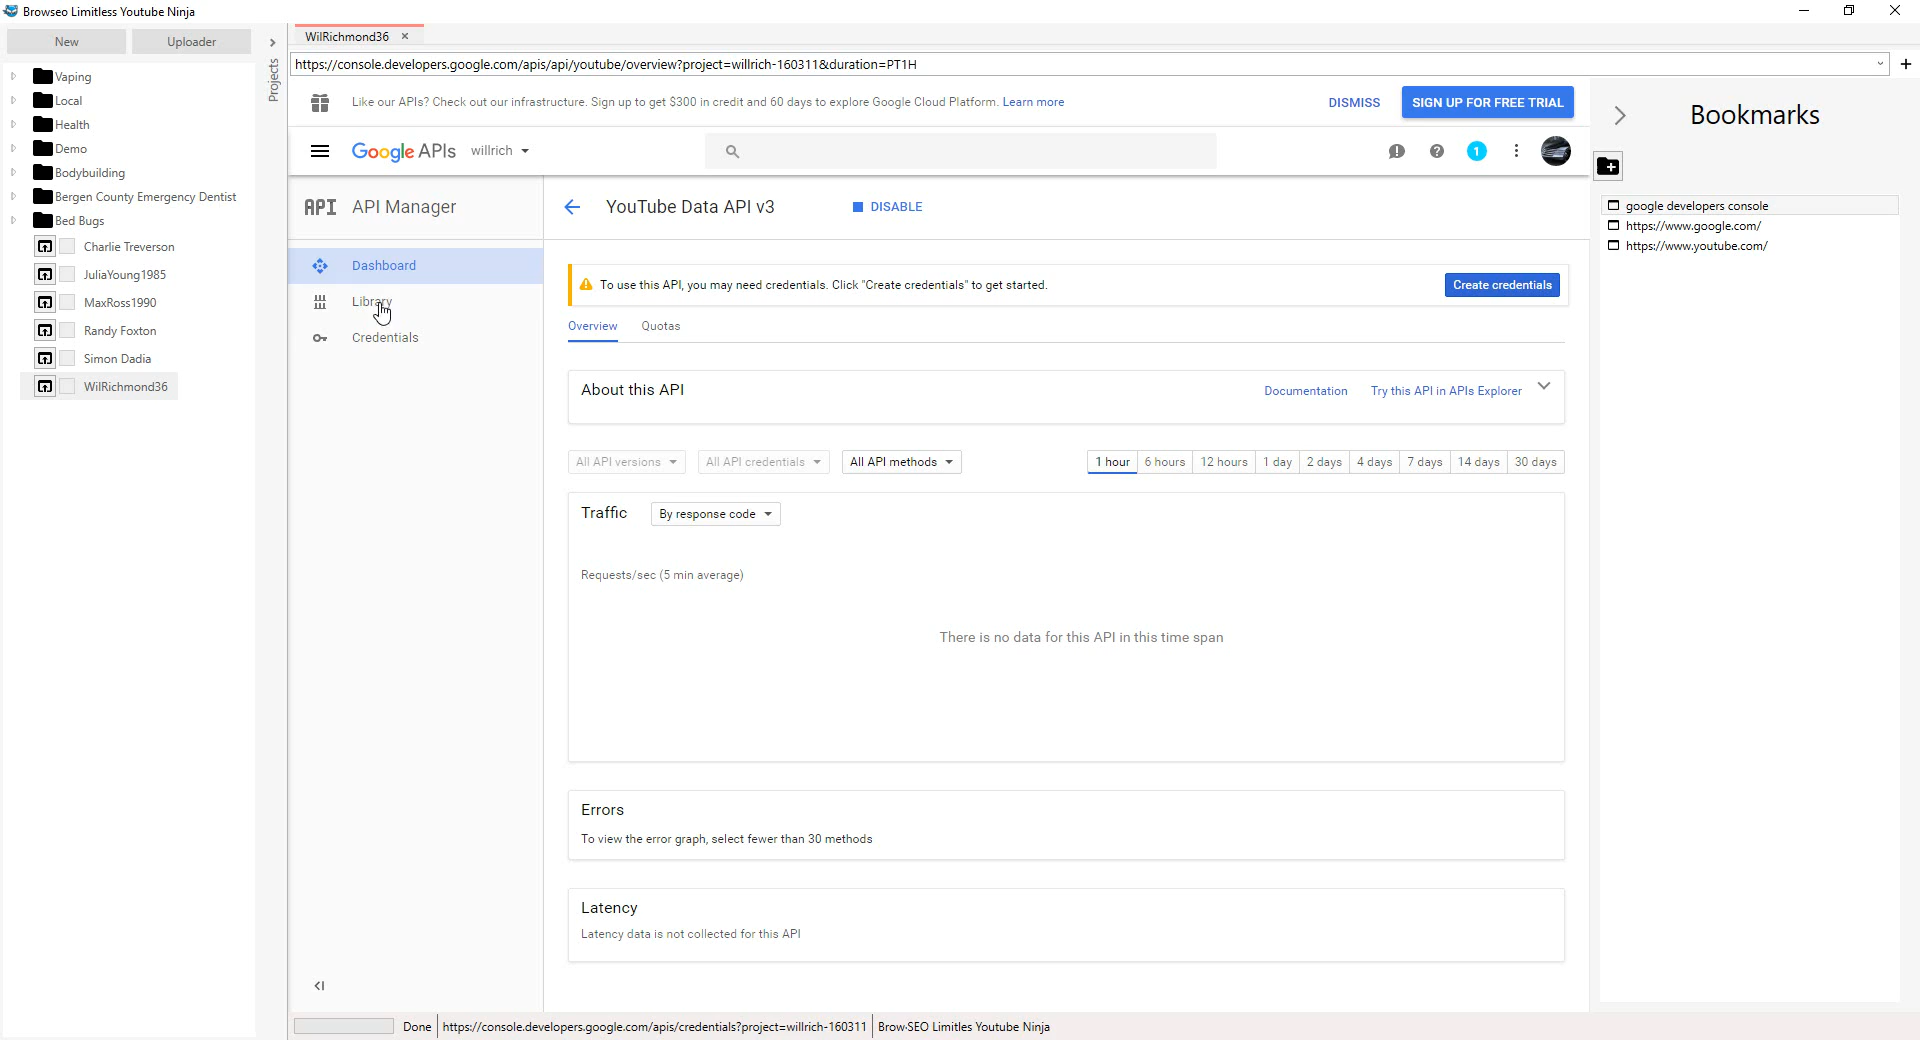 Browseo Limitless Youtube Ninja
New
Uploader
Projects
Vaping
Local
Health
Demo
Bodybuilding
Bergen County Emergency Dentist
Bed Bugs
Charlie Treverson
JuliaYoung1985
MaxRoss1990
Randy Foxton
Simon Dadia
WilRichmond36
WilRichmond36
https://console.developers.google.com/apis/api/youtube/overview?project=willrich-160311&duration=PT1H
Like our APIs? Check out our infrastructure. Sign up to get $300 in credit and 60 days to explore Google Cloud Platform. Learn more
DISMISS
SIGN UP FOR FREE TRIAL
Google APIs
willrich
1
API API Manager
Dashboard
Library
Credentials
YouTube Data API v3
DISABLE
To use this API, you may need credentials. Click "Create credentials" to get started.
Create credentials
Overview
Quotas
About this API
Documentation
Try this API in APIs Explorer
All API versions
All API credentials
All API methods
1 hour
6 hours
12 hours
1 day
2 days
4 days
7 days
14 days
30 days
Traffic
By response code
Requests/sec (5 min average)
There is no data for this API in this time span
Errors
To view the error graph, select fewer than 30 methods
Latency
Latency data is not collected for this API
Bookmarks
google developers console
https://www.google.com/
https://www.youtube.com/
Done
https://console.developers.google.com/apis/credentials?project=willrich-160311
Brow-SEO Limitles Youtube Ninja